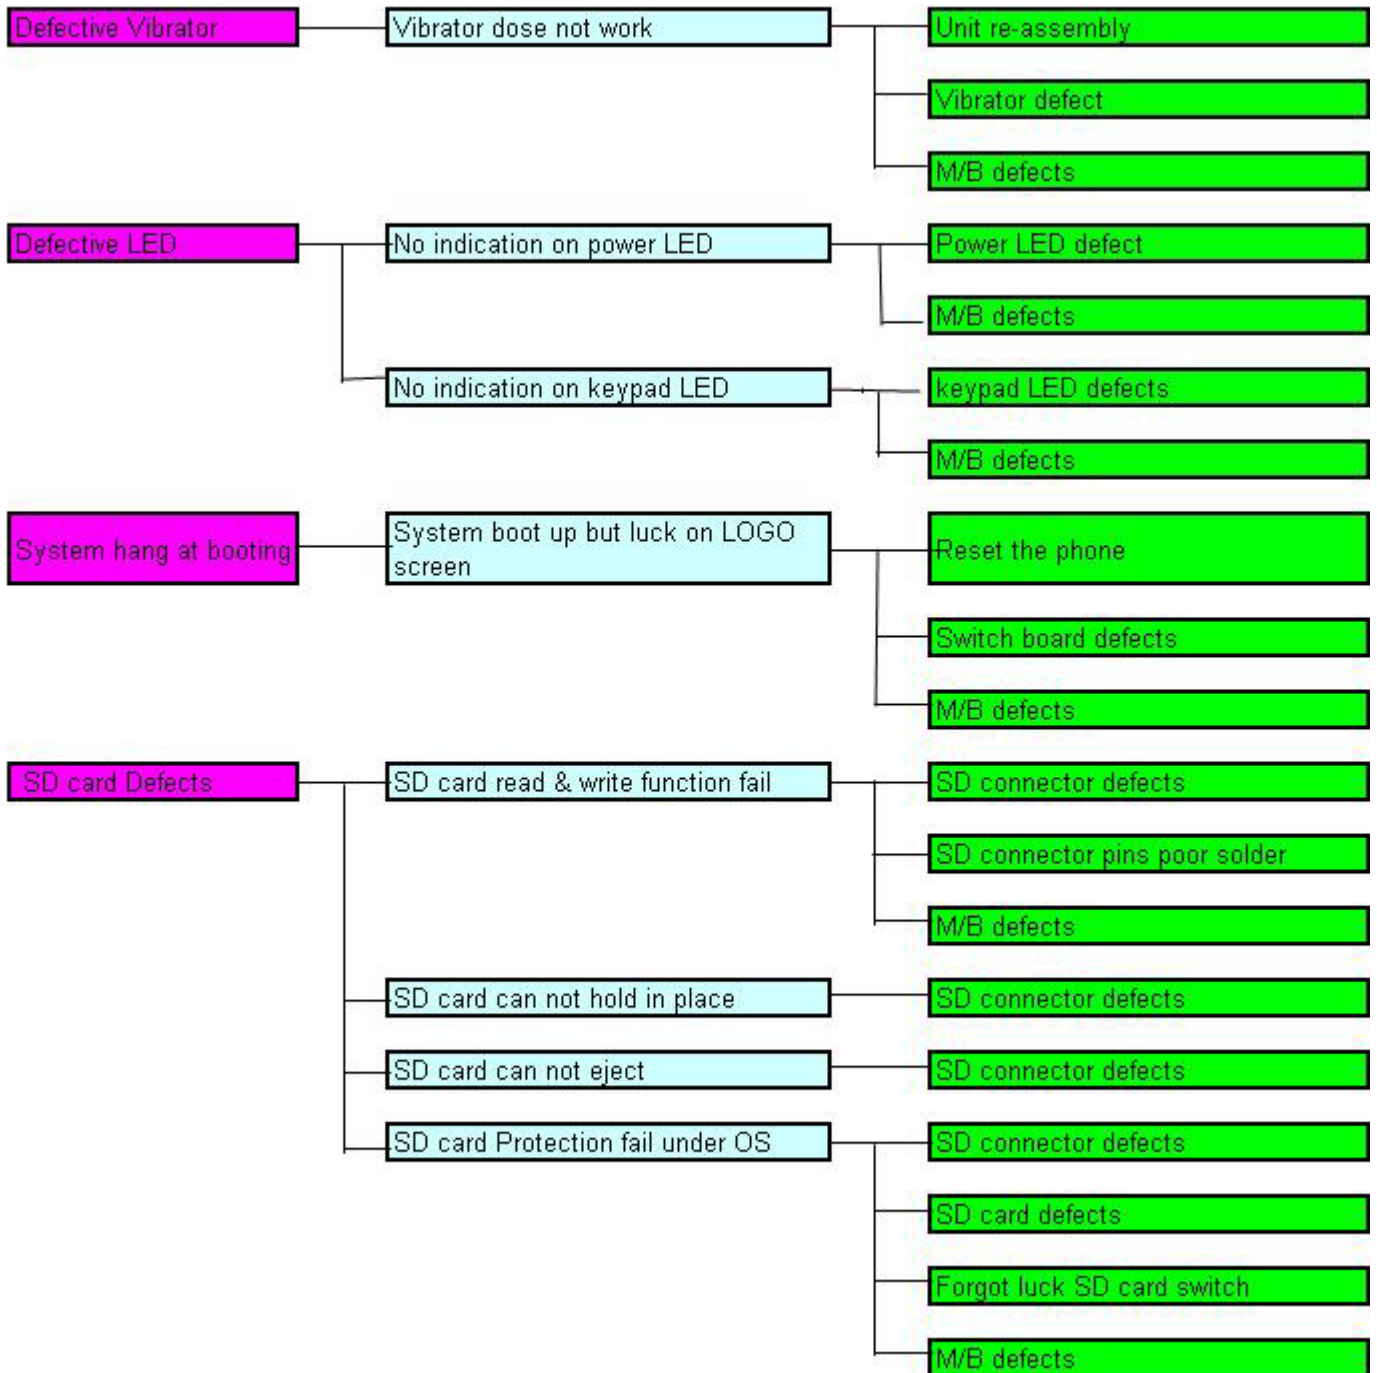 Defective Vibrator
Vibrator dose not work
Unit re-assembly
Vibrator defect
M/B defects
Defective LED
No indication on power LED
Power LED defect
M/B defects
No indication on keypad LED
keypad LED defects
M/B defects
System hang at booting
System boot up but luck on LOGO
screen
Reset the phone
Switch board defects
M/B defects
SD card Defects
SD card read & write function fail
SD connector defects
SD connector pins poor solder
M/B defects
SD card can not hold in place
SD connector defects
SD card can not eject
SD connector defects
SD card Protection fail under OS
SD connector defects
SD card defects
Forgot luck SD card switch
M/B defects